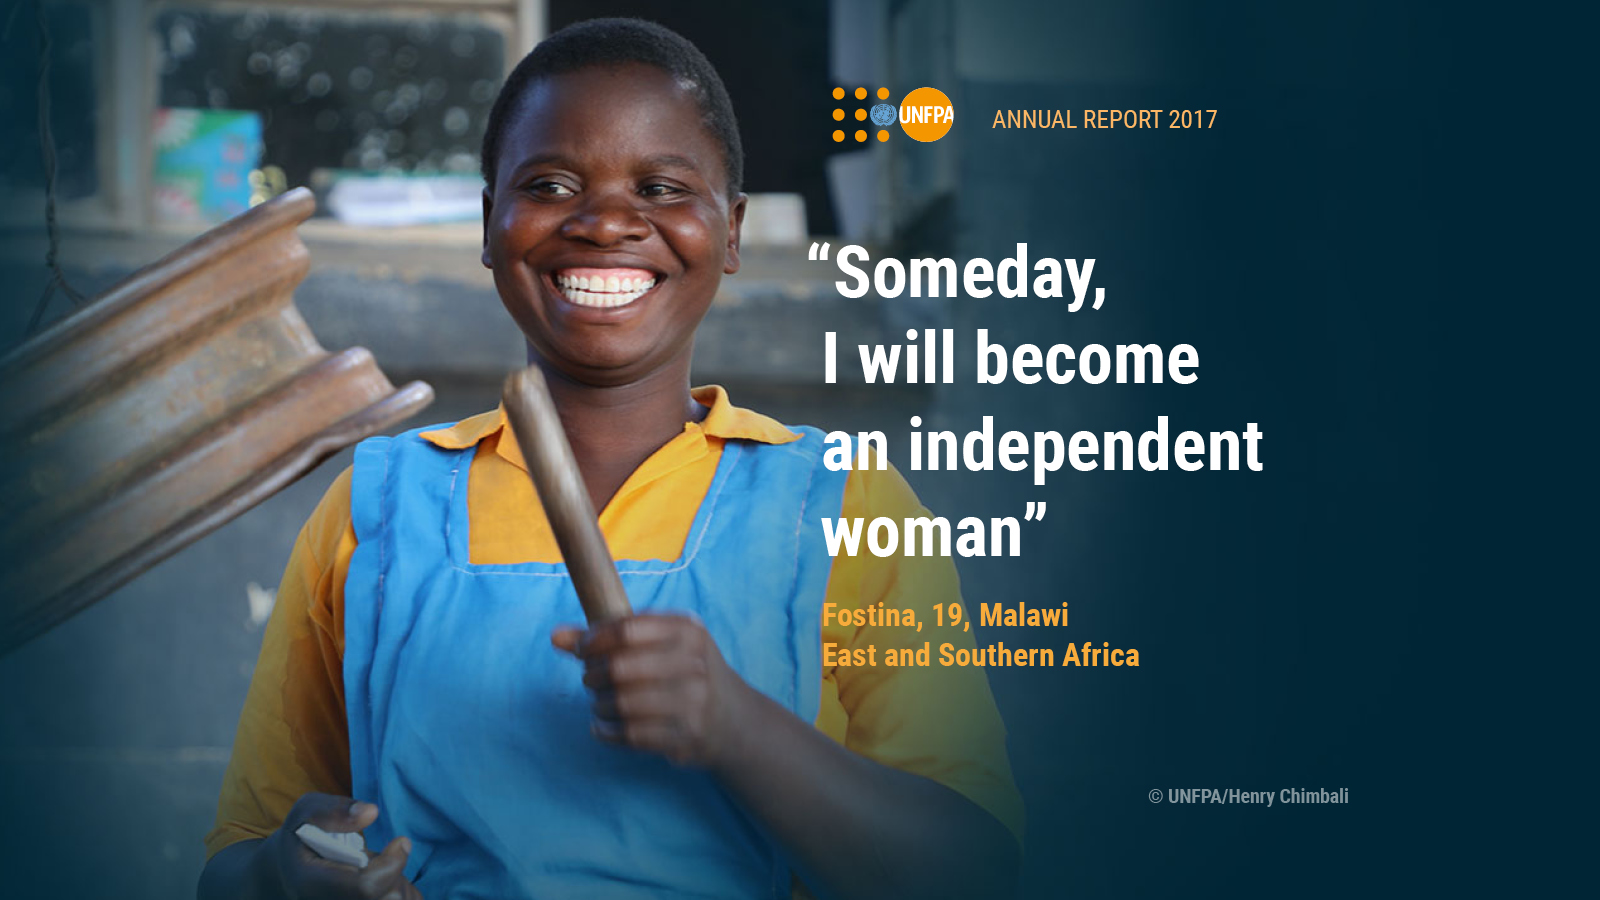 UNFPA
ANNUAL REPORT 2017
“Someday,
I will become
an independent
woman”
Fostina, 19, Malawi
East and Southern Africa
© UNFPA/Henry Chimbali